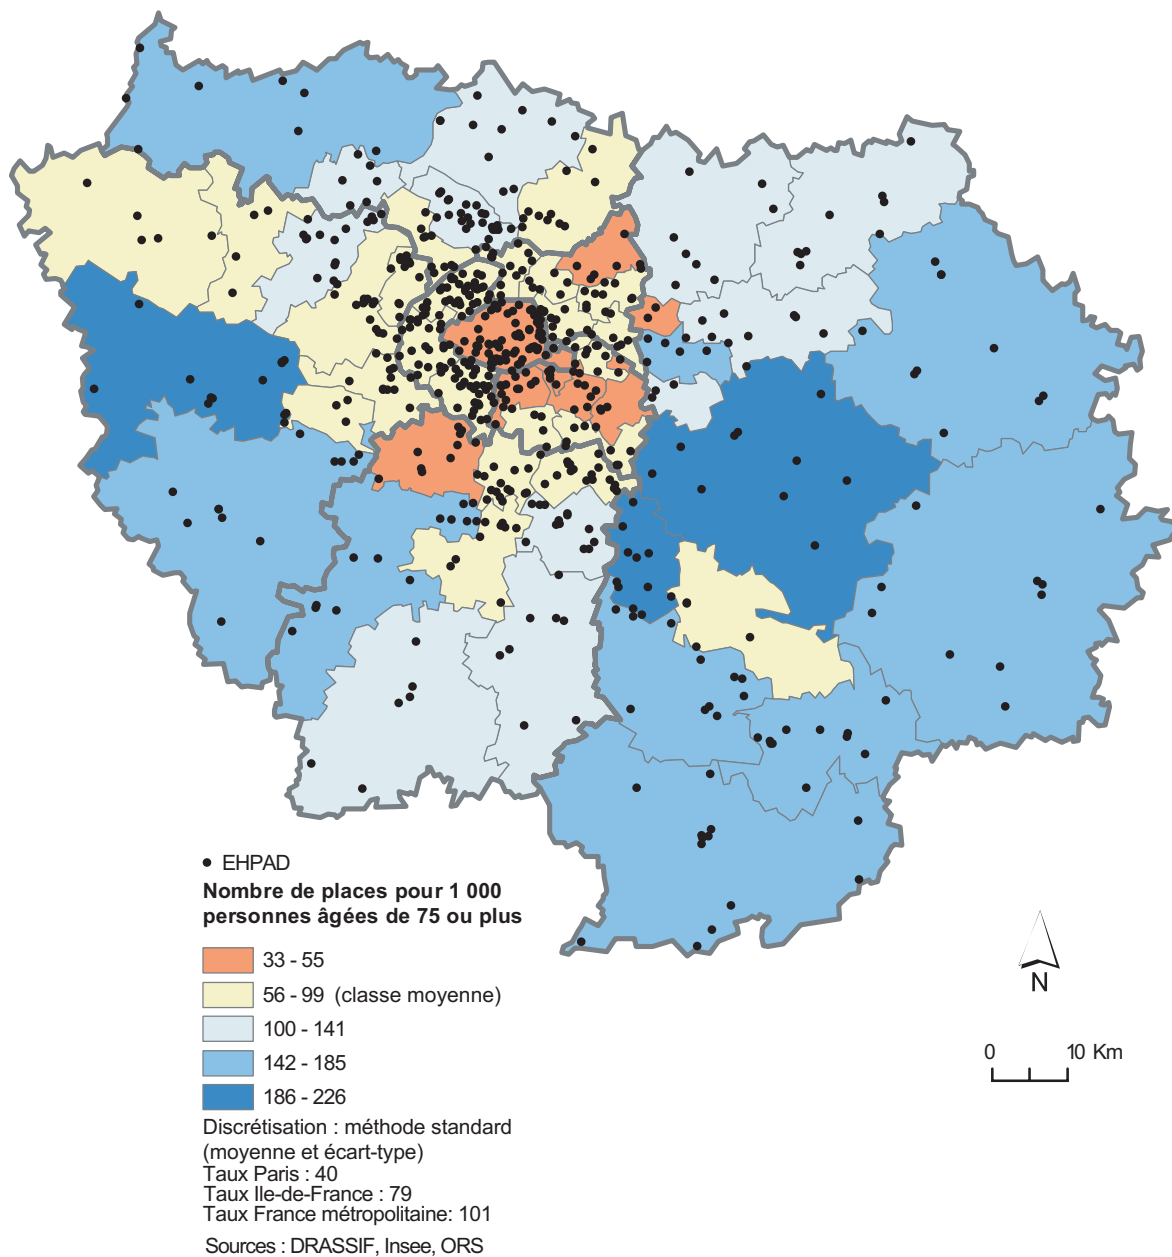 EHPAD
Nombre de places pour 1 000
personnes âgées de 75 ou plus
33 - 55
56 - 99 (classe moyenne)
100 - 141
142 - 185
186 - 226
Discrétisation : méthode standard
(moyenne et écart-type)
Taux Paris : 40
Taux Ile-de-France : 79
Taux France métropolitaine: 101
Sources : DRASSIF, Insee, ORS
N
0 10 Km